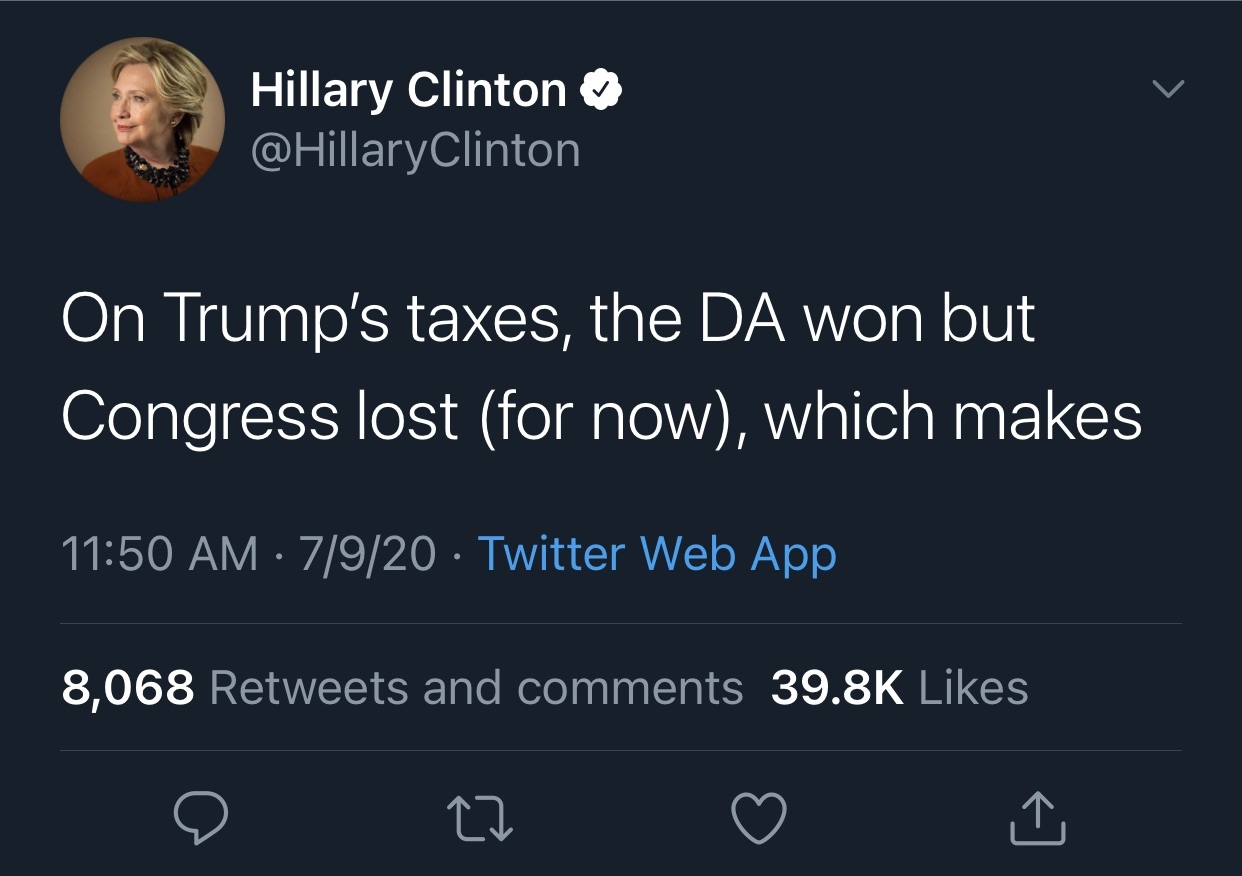 Hillary Clinton
@HillaryClinton
On Trump’s taxes, the DA won but
Congress lost (for now), which makes
11:50 AM · 7/9/20 · Twitter Web App
8,068 Retweets and comments 39.8K Likes